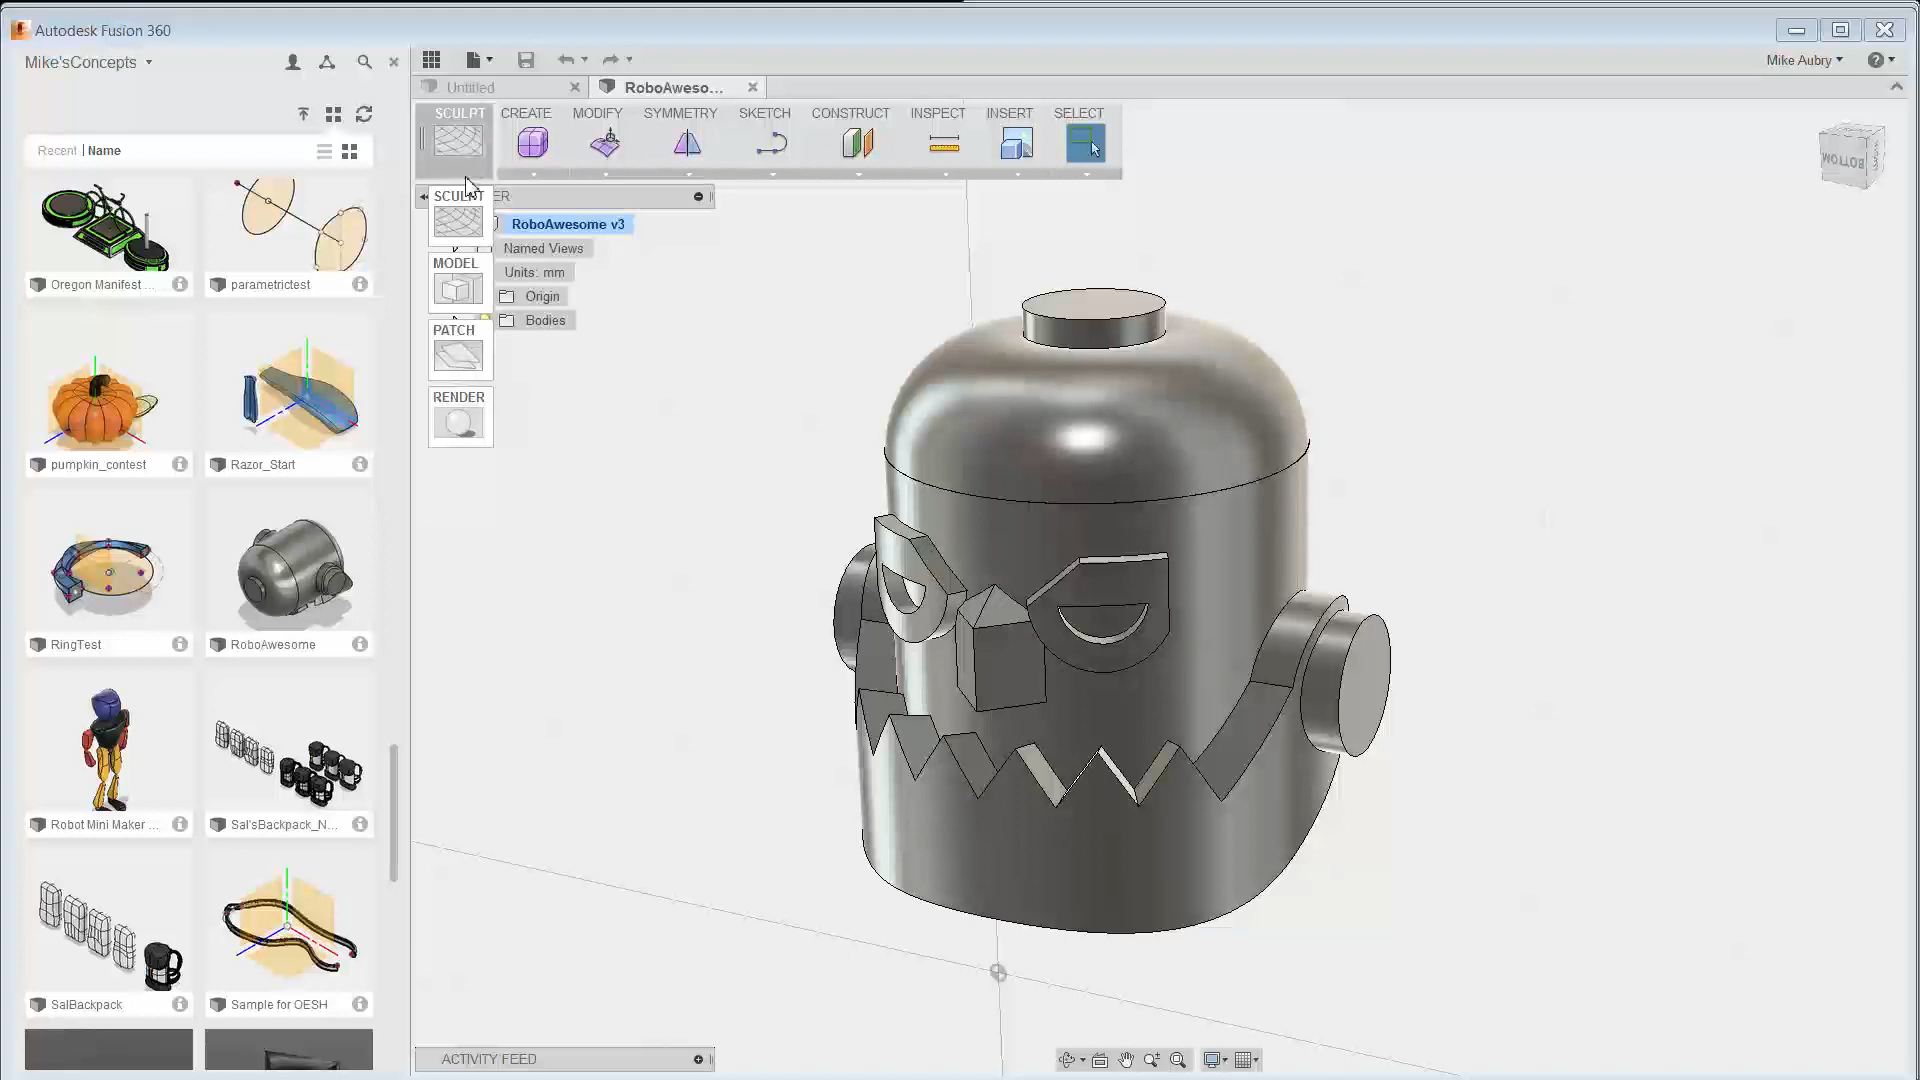 Autodesk Fusion 360
Mike'sConcepts
Mike Aubry
Untitled
RoboAweso...
SCULPT CREATE MODIFY SYMMETRY SKETCH CONSTRUCT INSPECT INSERT SELECT
Recent | Name
SCULPT
ER
RoboAwesome v3
Named Views
MODEL
Units: mm
Origin
Bodies
PATCH
RENDER
BOTTOM
Oregon Manifest ...
parametrictest
pumpkin_contest
Razor_Start
RingTest
RoboAwesome
Robot Mini Maker ...
Sal'sBackpack_N...
SalBackpack
Sample for OESH
ACTIVITY FEED